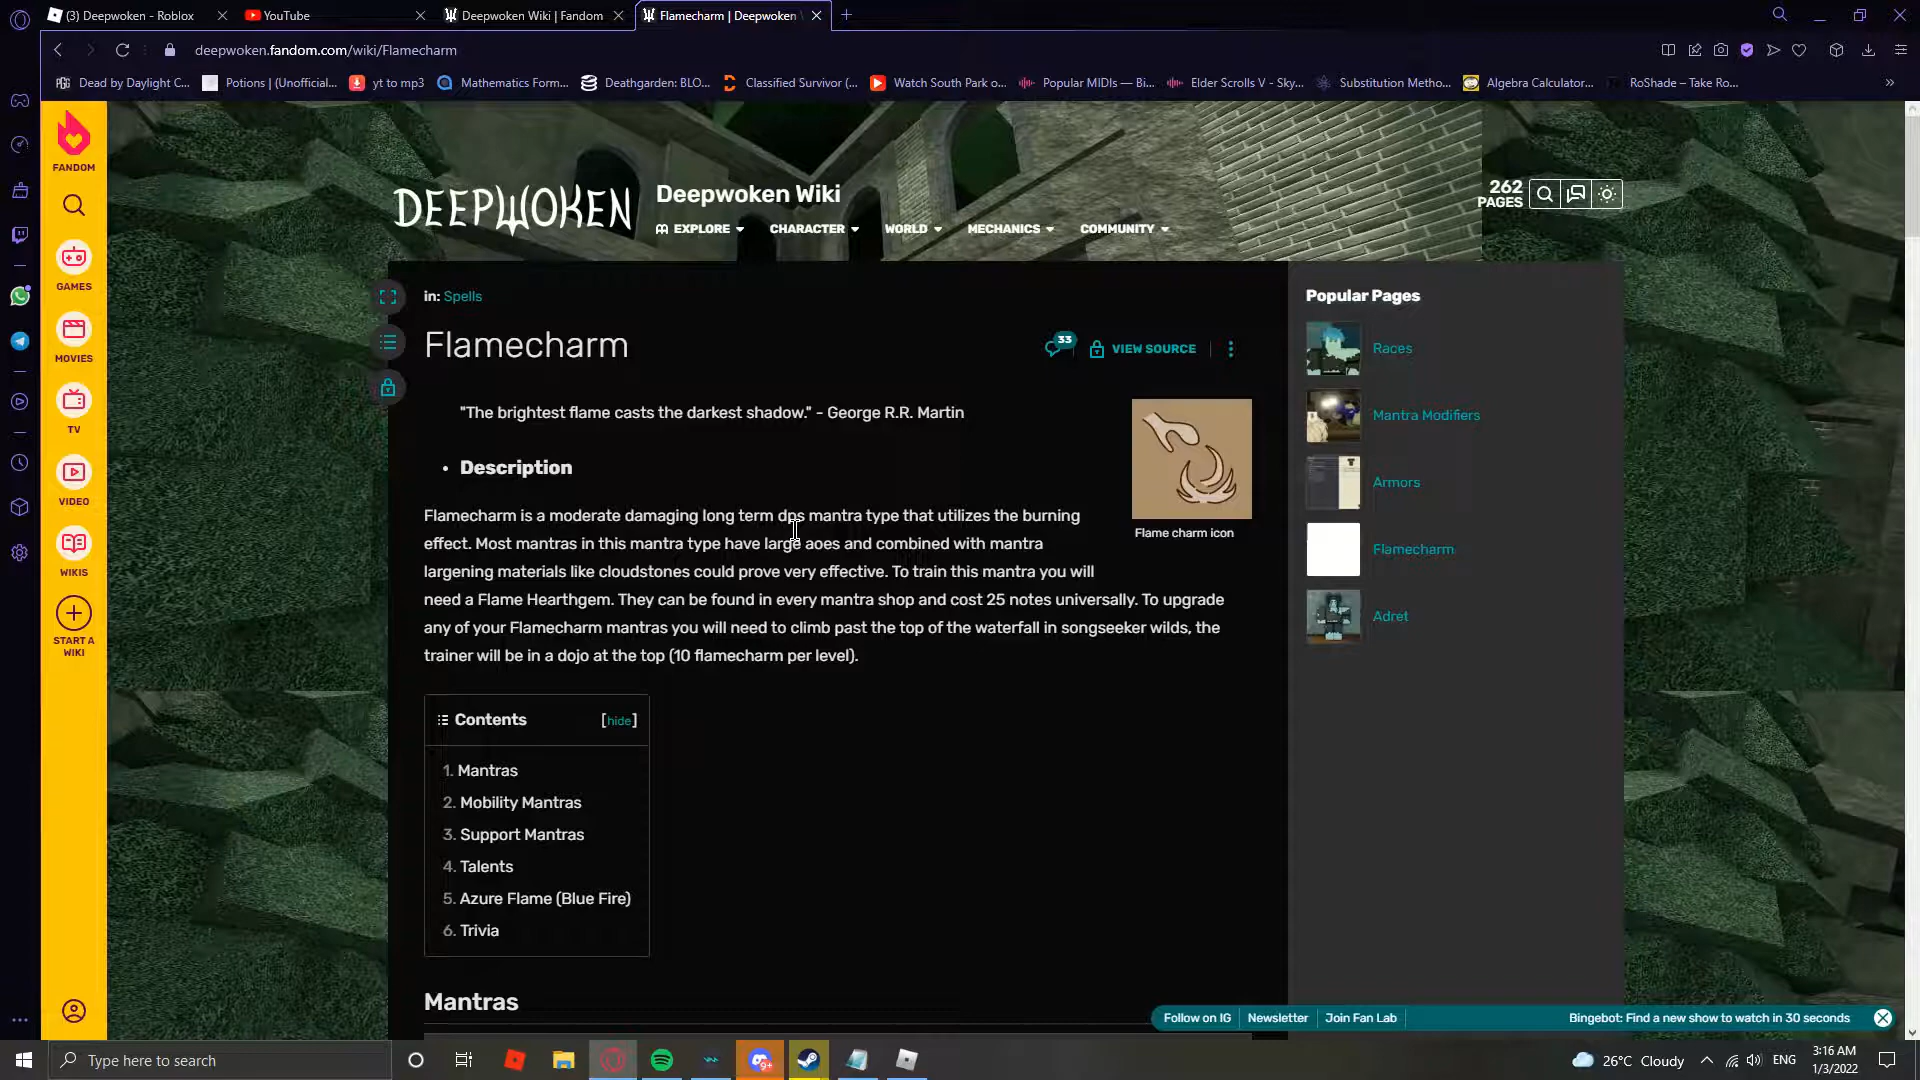 (3) Deepwoken - Roblox
YouTube
Deepwoken Wiki | Fandom
Flamecharm | Deepwoken
deepwoken.fandom.com/wiki/Flamecharm
Dead by Daylight C...
Potions | (Unofficial...
yt to mp3
Mathematics Form...
Deathgarden: BLO...
Classified Survivor (...
Watch South Park o...
Popular MIDIs — Bi...
Elder Scrolls V - Sky...
Substitution Metho...
Algebra Calculator...
RoShade – Take Ro...
FANDOM
GAMES
MOVIES
TV
VIDEO
WIKIS
START A
WIKI
DEEPWOKEN
Deepwoken Wiki
EXPLORE
CHARACTER
WORLD
MECHANICS
COMMUNITY
262
PAGES
in: Spells
Flamecharm
33
VIEW SOURCE
"The brightest flame casts the darkest shadow." - George R.R. Martin
• Description
Flamecharm is a moderate damaging long term dps mantra type that utilizes the burning
effect. Most mantras in this mantra type have large aoes and combined with mantra
largening materials like cloudstones could prove very effective. To train this mantra you will
need a Flame Hearthgem. They can be found in every mantra shop and cost 25 notes universally. To upgrade
any of your Flamecharm mantras you will need to climb past the top of the waterfall in songseeker wilds, the
trainer will be in a dojo at the top (10 flamecharm per level).
Flame charm icon
Contents [hide]
1. Mantras
2. Mobility Mantras
3. Support Mantras
4. Talents
5. Azure Flame (Blue Fire)
6. Trivia
Mantras
Popular Pages
Races
Mantra Modifiers
Armors
Flamecharm
Adret
Follow on IG
Newsletter
Join Fan Lab
Bingebot: Find a new show to watch in 30 seconds
Type here to search
9+
26°C Cloudy
ENG
3:16 AM
1/3/2022